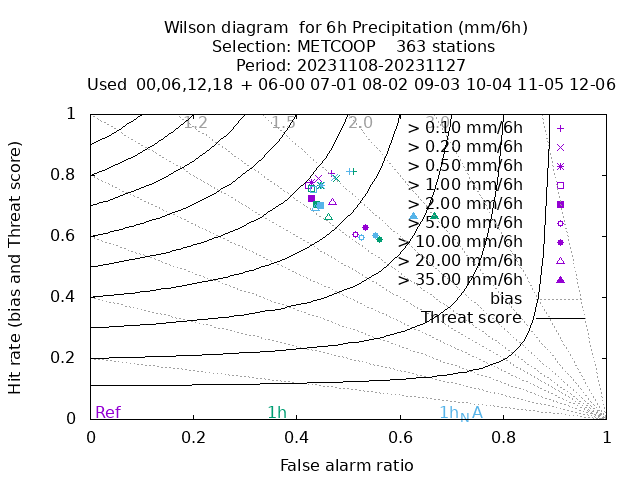 Wilson diagram  for 6h Precipitation (mm/6h)
Selection: METCOOP    363 stations
Period: 20231108-20231127
Used  00,06,12,18  + 06-00 07-01 08-02 09-03 10-04 11-05 12-06
Hit rate (bias and Threat score)
1
0.8
0.6
0.4
0.2
0
1.2
1.5
2.0
3.0
> 0.10 mm/6h
> 0.20 mm/6h
> 0.50 mm/6h
> 1.00 mm/6h
> 2.00 mm/6h
> 5.00 mm/6h
> 10.00 mm/6h
> 20.00 mm/6h
> 35.00 mm/6h
bias
Threat score
Ref 1h 1hNA
0 0.2 0.4 0.6 0.8 1
False alarm ratio